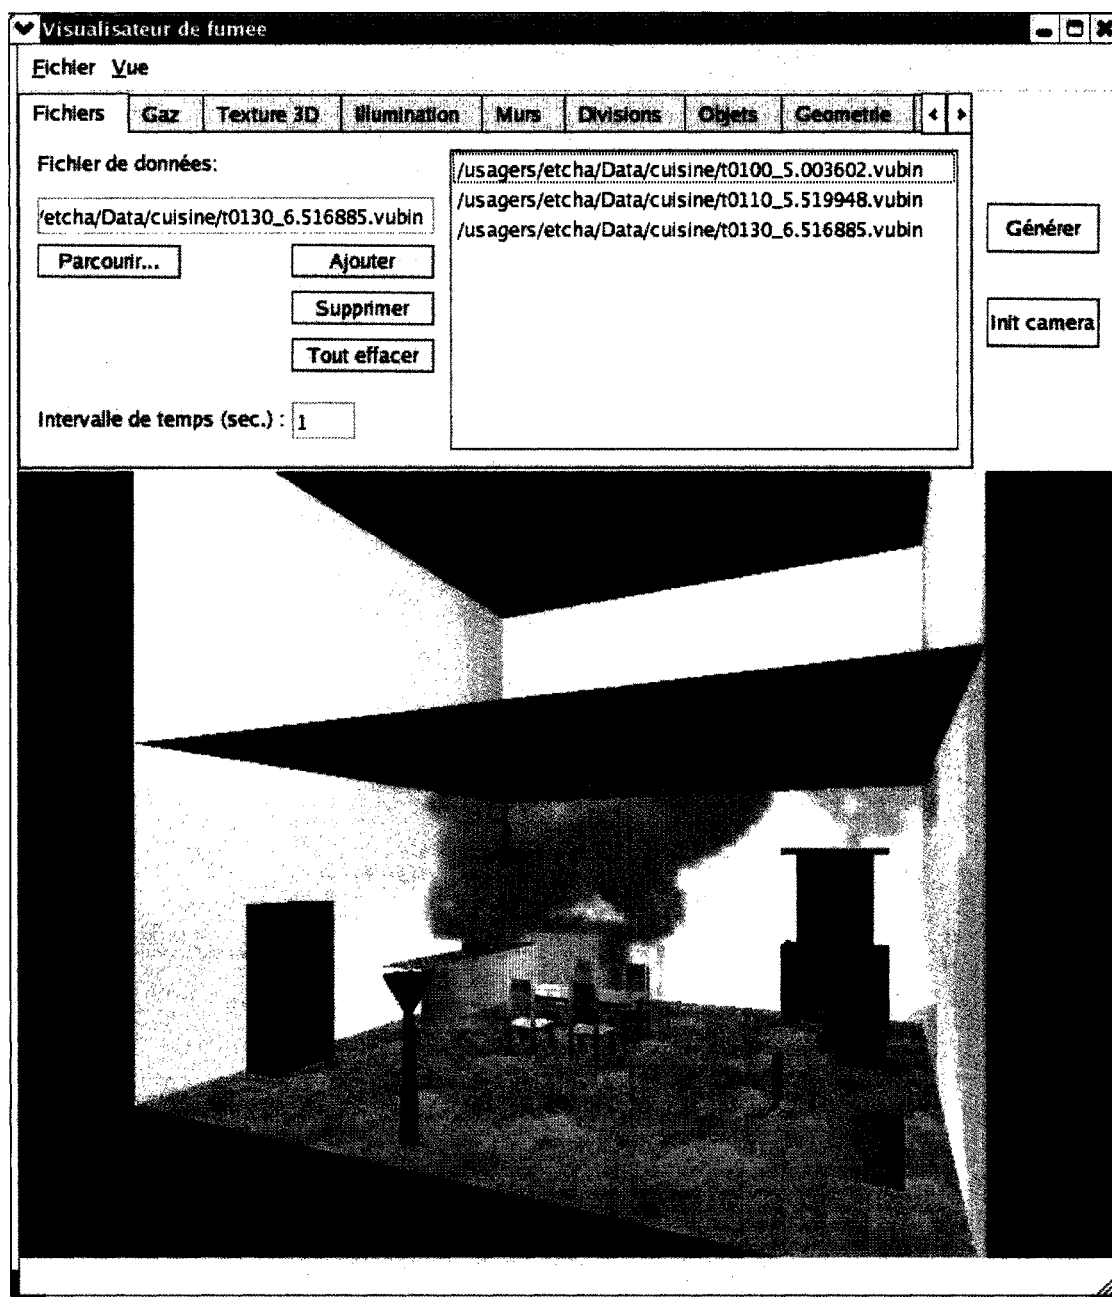 Visualisateur de fumee
Fichier Vue
Fichiers Gaz Texture 3D Illumination Murs Divisions Objets Geometrie
Fichier de données:
/etcha/Data/cuisine/t0130_6.516885.vubin
Parcourir...
Ajouter
Supprimer
Tout effacer
Intervalle de temps (sec.) : 1
/usagers/etcha/Data/cuisine/t0100_5.003602.vubin
/usagers/etcha/Data/cuisine/t0110_5.519948.vubin
/usagers/etcha/Data/cuisine/t0130_6.516885.vubin
Générer
Init camera